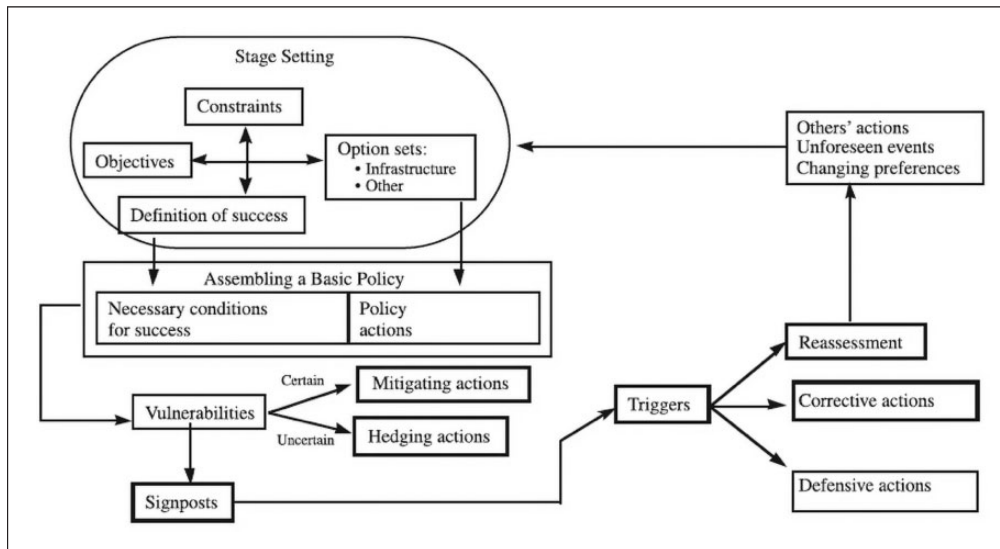 Stage Setting
Constraints
Objectives
Option sets:
• Infrastructure
• Other
Definition of success
Others’ actions
Unforeseen events
Changing preferences
Assembling a Basic Policy
Necessary conditions
for success
Policy
actions
Vulnerabilities
Certain
Mitigating actions
Uncertain
Hedging actions
Signposts
Triggers
Reassessment
Corrective actions
Defensive actions